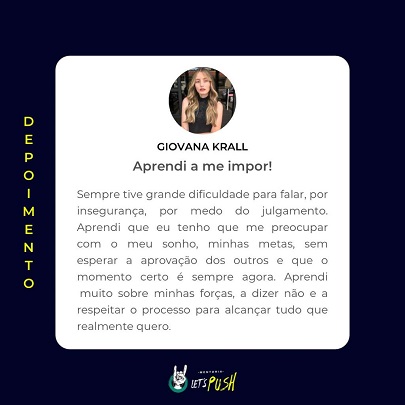 DEPOIMENTO
GIOVANA KRALL
Aprendi a me impor!
Sempre tive grande dificuldade para falar, por
insegurança, por medo do julgamento.
Aprendi que eu tenho que me preocupar
com o meu sonho, minhas metas, sem
esperar a aprovação dos outros e que o
momento certo é sempre agora. Aprendi
muito sobre minhas forças, a dizer não e a
respeitar o processo para alcançar tudo que
realmente quero.
MENTORIA
LET'S PUSH